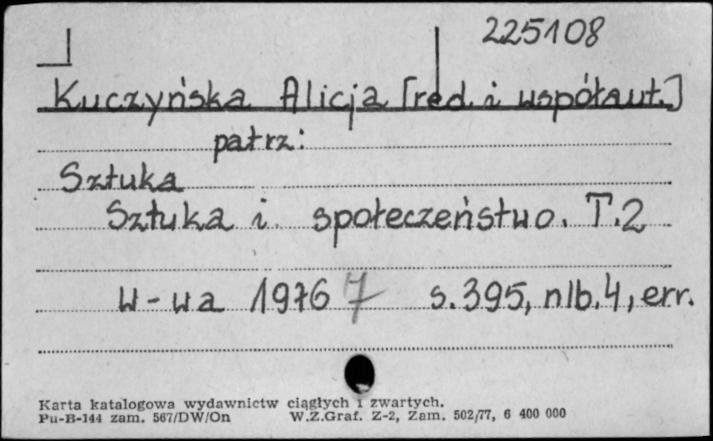 225108
Kuczyńska Alicja [red. i współaut.]
patrz:
Sztuka
Sztuka i społeczeństwo. T.2
W-wa 1976 7 s.395, nlb.4, err.
Karta katalogowa wydawnictw ciągłych i zwartych.
Pu-B-144 zam. 567/DW/On W.Z.Graf. Z-2, Zam. 502/77, 6 400 000